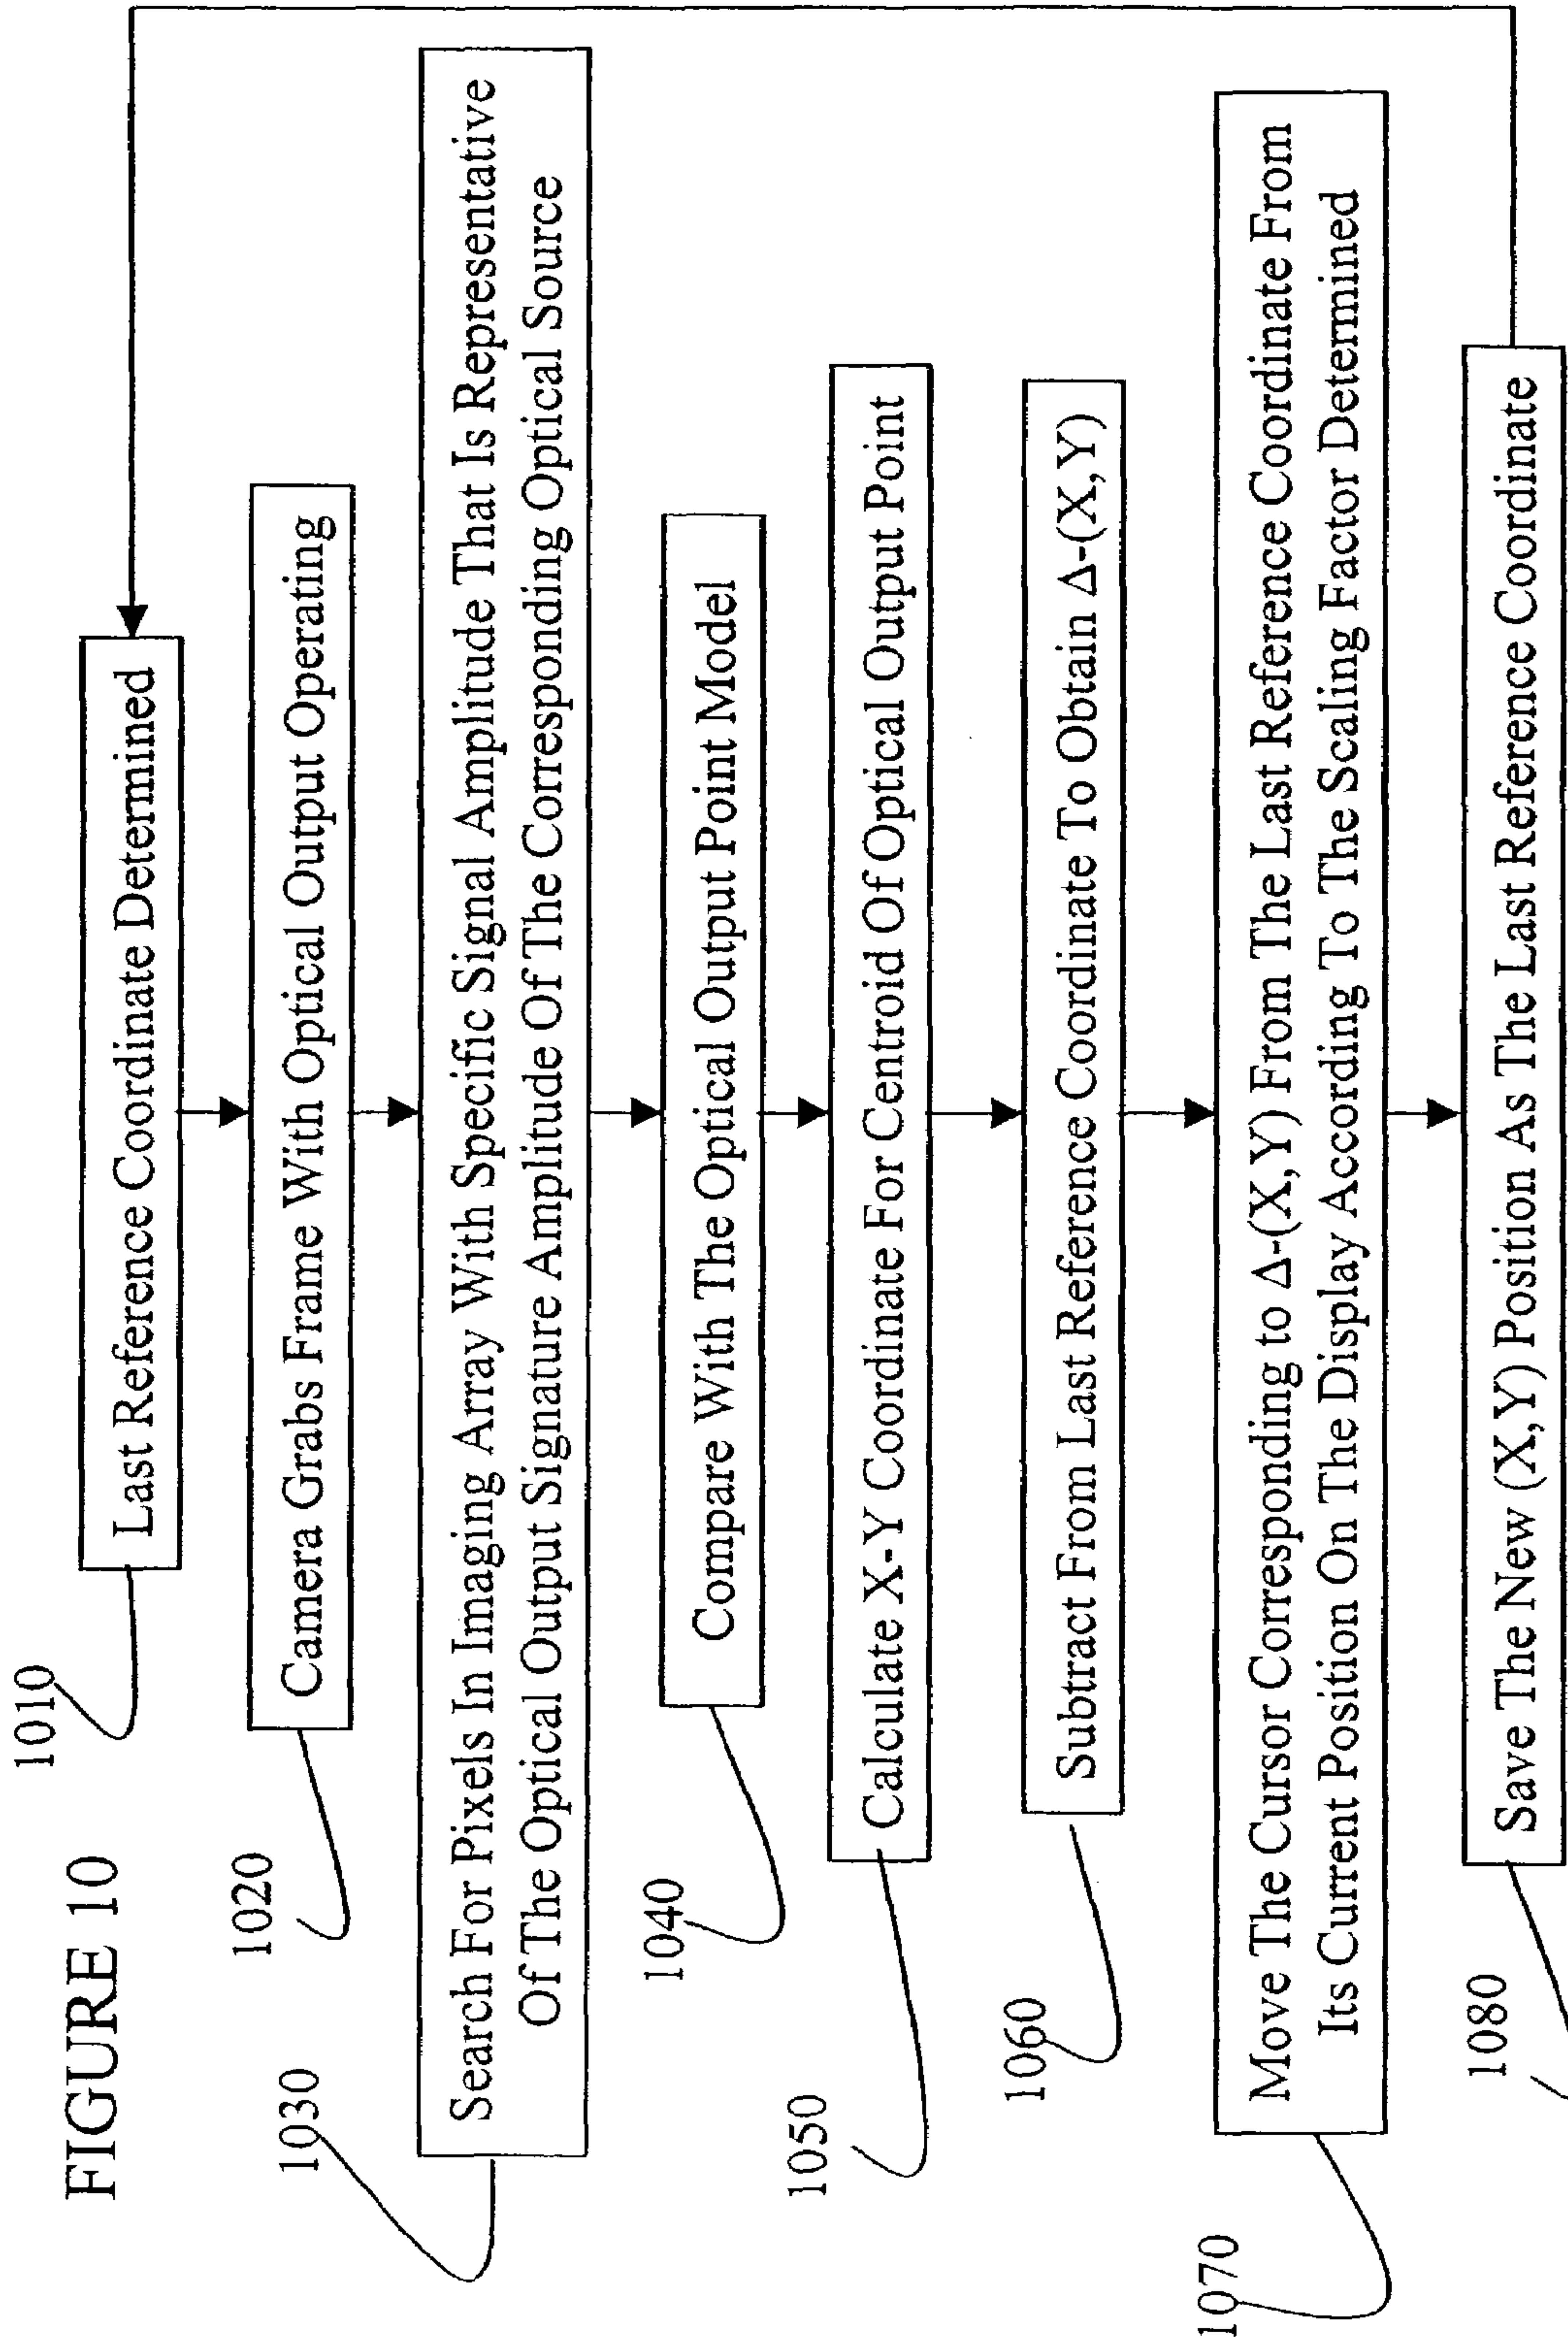 FIGURE 10
1010
Last Reference Coordinate Determined
1020
Camera Grabs Frame With Optical Output Operating
1030
Search For Pixels In Imaging Array With Specific Signal Amplitude That Is Representative
Of The Optical Output Signature Amplitude Of The Corresponding Optical Source
1040
Compare With The Optical Output Point Model
1050
Calculate X-Y Coordinate For Centroid Of Optical Output Point
1060
Subtract From Last Reference Coordinate To Obtain Δ-(X,Y)
1070
Move The Cursor Corresponding to Δ-(X,Y) From The Last Reference Coordinate From
Its Current Position On The Display According To The Scaling Factor Determined
1080
Save The New (X,Y) Position As The Last Reference Coordinate